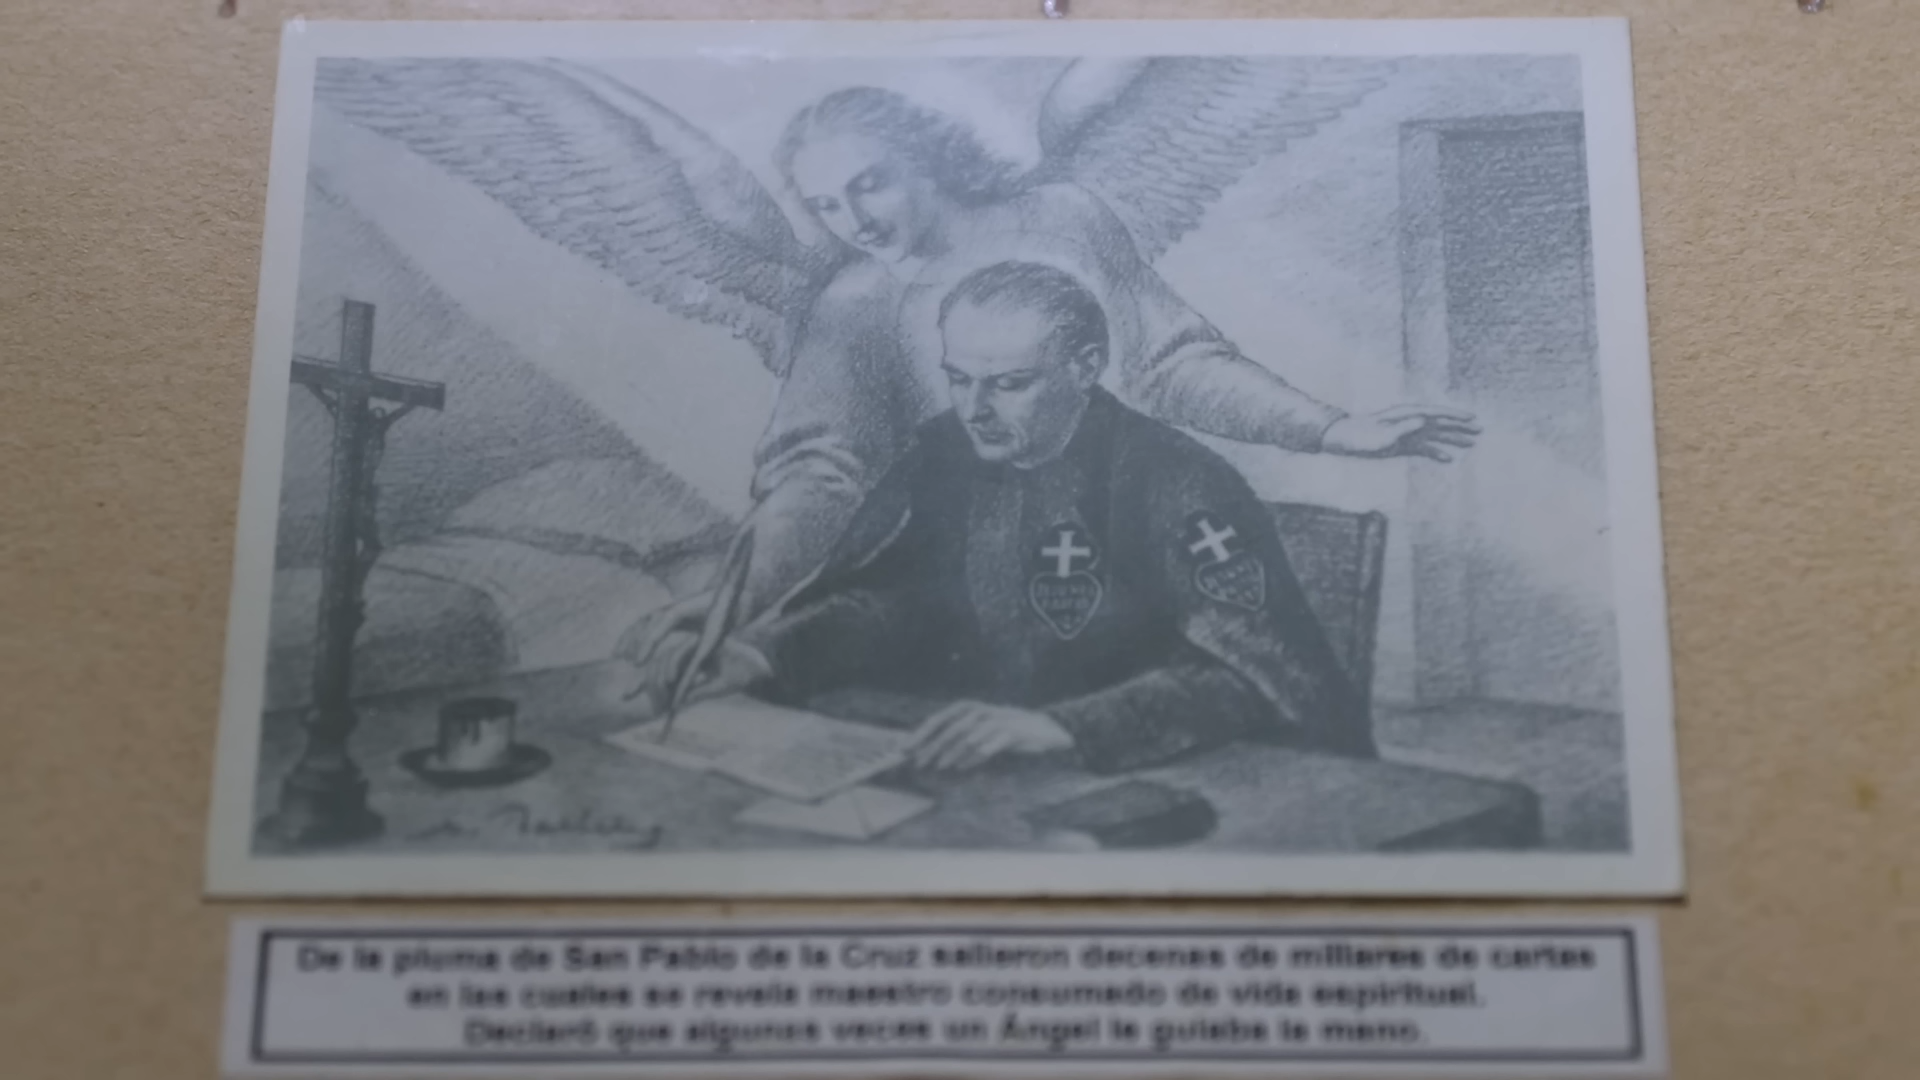 De la pluma de San Pablo de la Cruz salieron decenas de millares de cartas
en las cuales se revela maestro consumado de vida espiritual.
Declaró que algunas veces un Ángel le guiaba la mano.